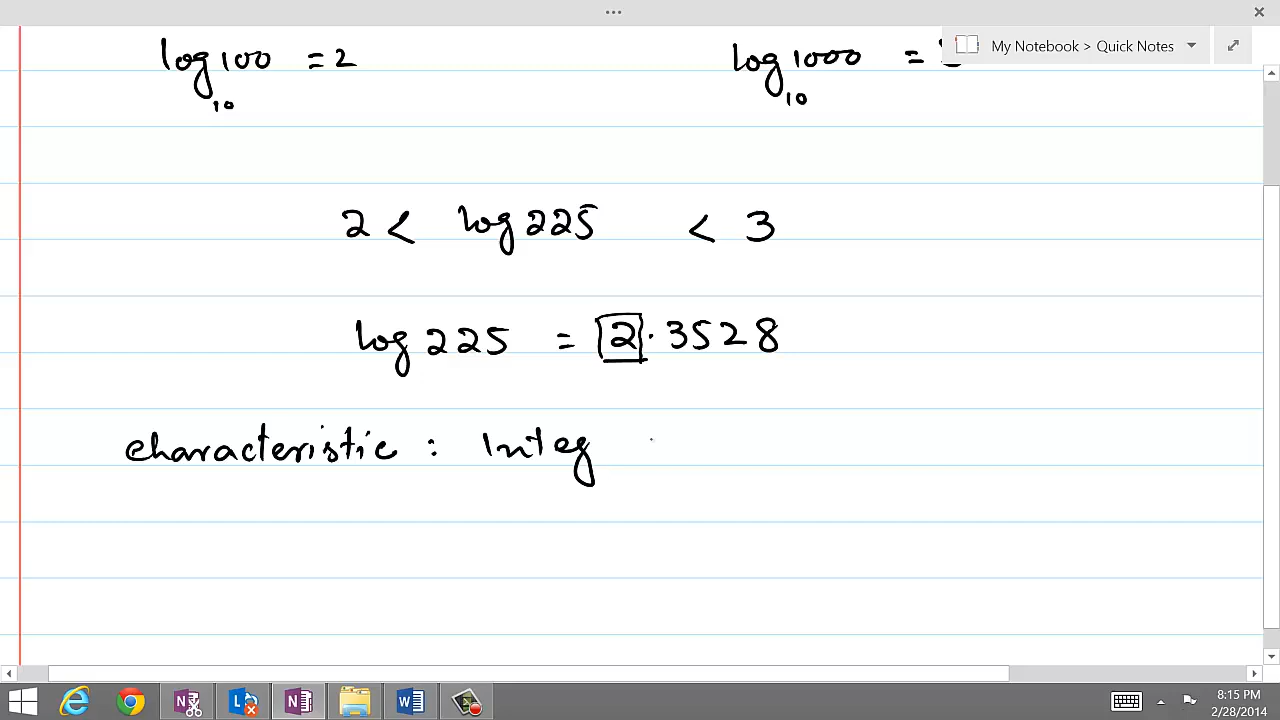 ...
My Notebook > Quick Notes
log₁₀100 = 2
log₁₀1000 =
2 < log 225 < 3
log 225 = 2.3528
characteristic : Integ
8:15 PM
2/28/2014